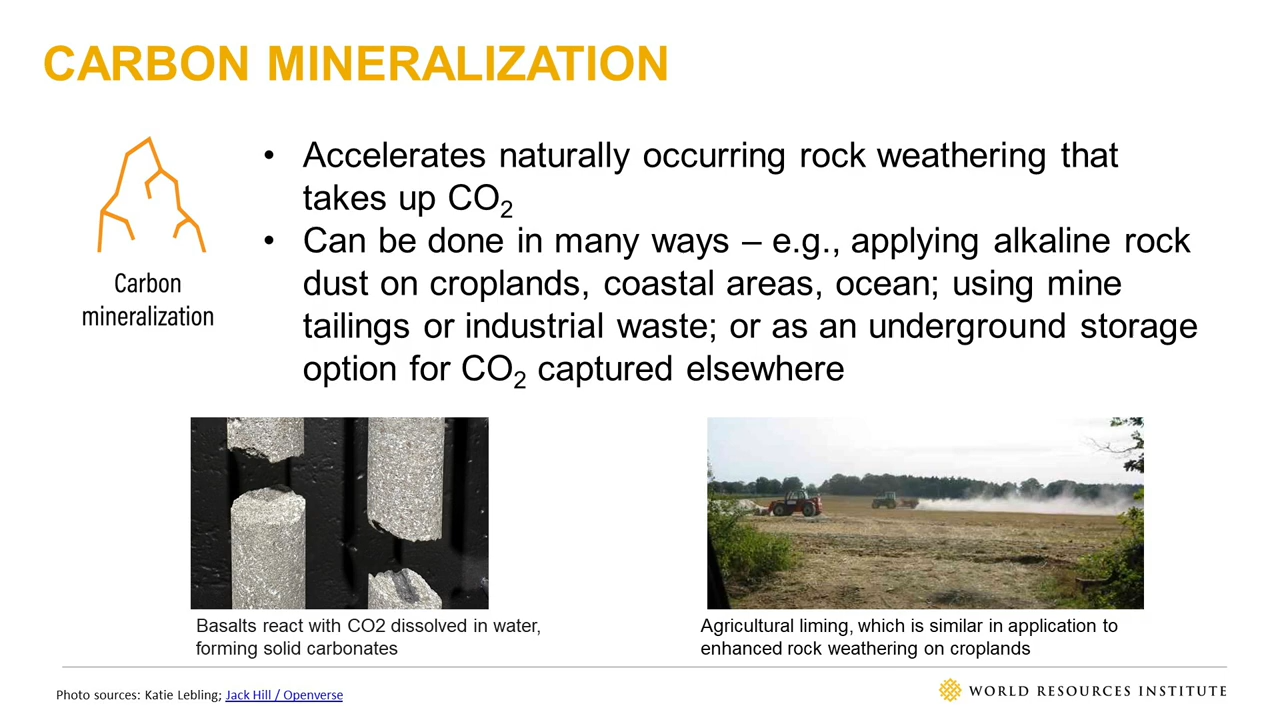 CARBON MINERALIZATION
Carbon
mineralization
• Accelerates naturally occurring rock weathering that
takes up CO₂
• Can be done in many ways – e.g., applying alkaline rock
dust on croplands, coastal areas, ocean; using mine
tailings or industrial waste; or as an underground storage
option for CO₂ captured elsewhere
Basalts react with CO2 dissolved in water,
forming solid carbonates
Agricultural liming, which is similar in application to
enhanced rock weathering on croplands
Photo sources: Katie Lebling; Jack Hill / Openverse
WORLD RESOURCES INSTITUTE